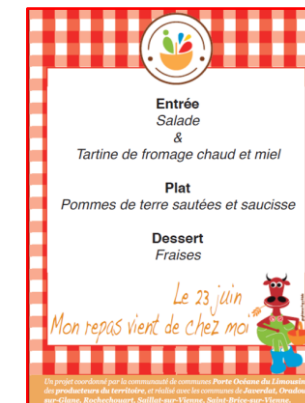 Entrée
Salade
&
Tartine de fromage chaud et miel
Plat
Pommes de terre sautées et saucisse
Dessert
Fraises
Le 23 juin
Mon repas vient de chez moi
Un projet coordonné par la communauté de communes Porte Océane du Limousin
des producteurs du territoire, et réalisé avec les communes de Javerdat, Oradour
sur-Glane, Rochechouart, Saillat-sur-Vienne, Saint-Brice-sur-Vienne.